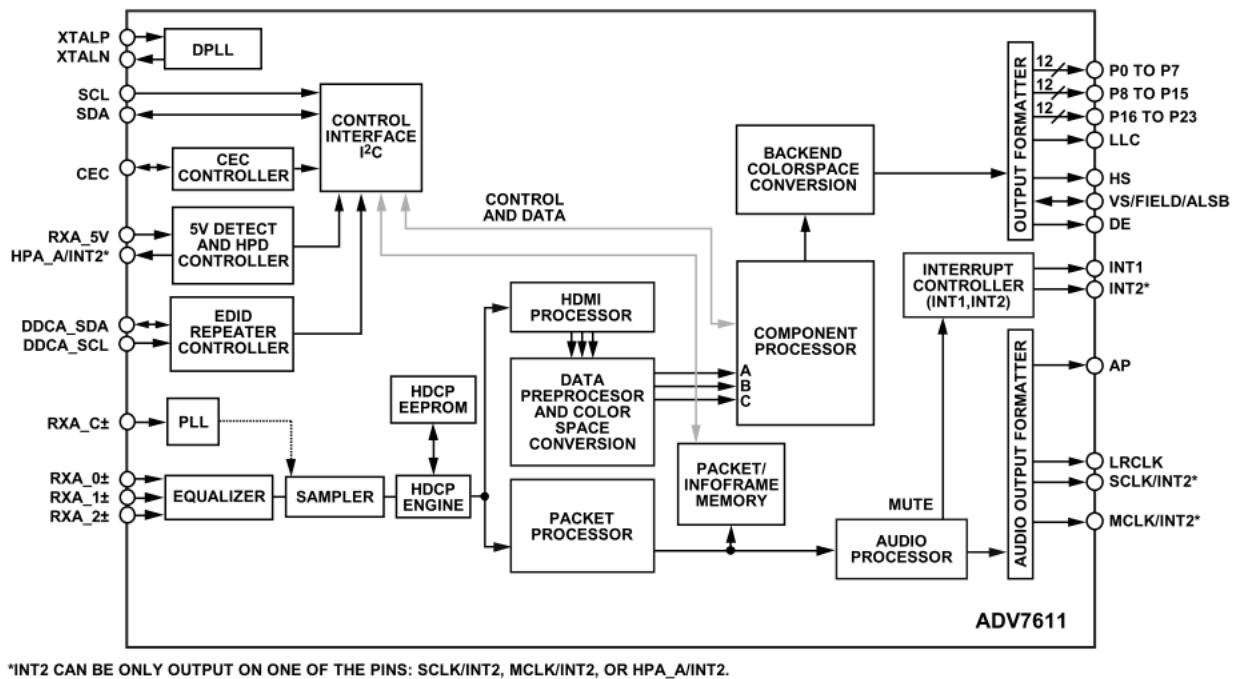 XTALP
XTALN
DPLL
SCL
SDA
CONTROL
INTERFACE
I²C
CEC
CEC
CONTROLLER
RXA_5V
HPA_A/INT2*
5V DETECT
AND HPD
CONTROLLER
DDCA_SDA
DDCA_SCL
EDID
REPEATER
CONTROLLER
RXA_C±
PLL
RXA_0±
RXA_1±
RXA_2±
EQUALIZER
SAMPLER
HDCP
EEPROM
HDCP
ENGINE
CONTROL
AND DATA
HDMI
PROCESSOR
DATA
PREPROCESOR
AND COLOR
SPACE
CONVERSION
PACKET
PROCESSOR
A
B
C
COMPONENT
PROCESSOR
BACKEND
COLORSPACE
CONVERSION
PACKET/
INFOFRAME
MEMORY
MUTE
AUDIO
PROCESSOR
INTERRUPT
CONTROLLER
(INT1,INT2)
OUTPUT FORMATTER
AUDIO OUTPUT FORMATTER
12
12
12
P0 TO P7
P8 TO P15
P16 TO P23
LLC
HS
VS/FIELD/ALSB
DE
INT1
INT2*
AP
LRCLK
SCLK/INT2*
MCLK/INT2*
ADV7611
*INT2 CAN BE ONLY OUTPUT ON ONE OF THE PINS: SCLK/INT2, MCLK/INT2, OR HPA_A/INT2.